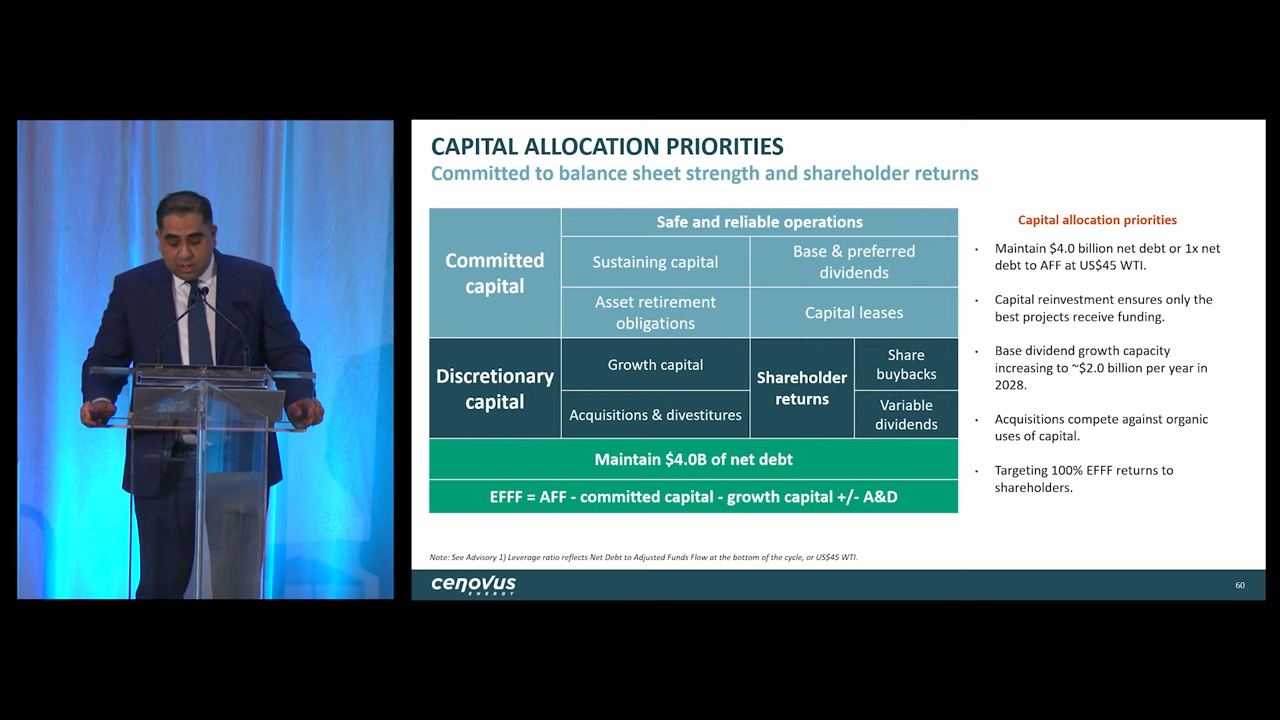 CAPITAL ALLOCATION PRIORITIES
Committed to balance sheet strength and shareholder returns
Committed
capital
Safe and reliable operations
Sustaining capital
Base & preferred
dividends
Asset retirement
obligations
Capital leases
Discretionary
capital
Growth capital
Acquisitions & divestitures
Shareholder
returns
Share
buybacks
Variable
dividends
Maintain $4.0B of net debt
EFFF = AFF - committed capital - growth capital +/- A&D
Capital allocation priorities
· Maintain $4.0 billion net debt or 1x net
debt to AFF at US$45 WTI.
· Capital reinvestment ensures only the
best projects receive funding.
· Base dividend growth capacity
increasing to ~$2.0 billion per year in
2028.
· Acquisitions compete against organic
uses of capital.
· Targeting 100% EFFF returns to
shareholders.
Note: See Advisory 1) Leverage ratio reflects Net Debt to Adjusted Funds Flow at the bottom of the cycle, or US$45 WTI.
cenovus
ENERGY
60